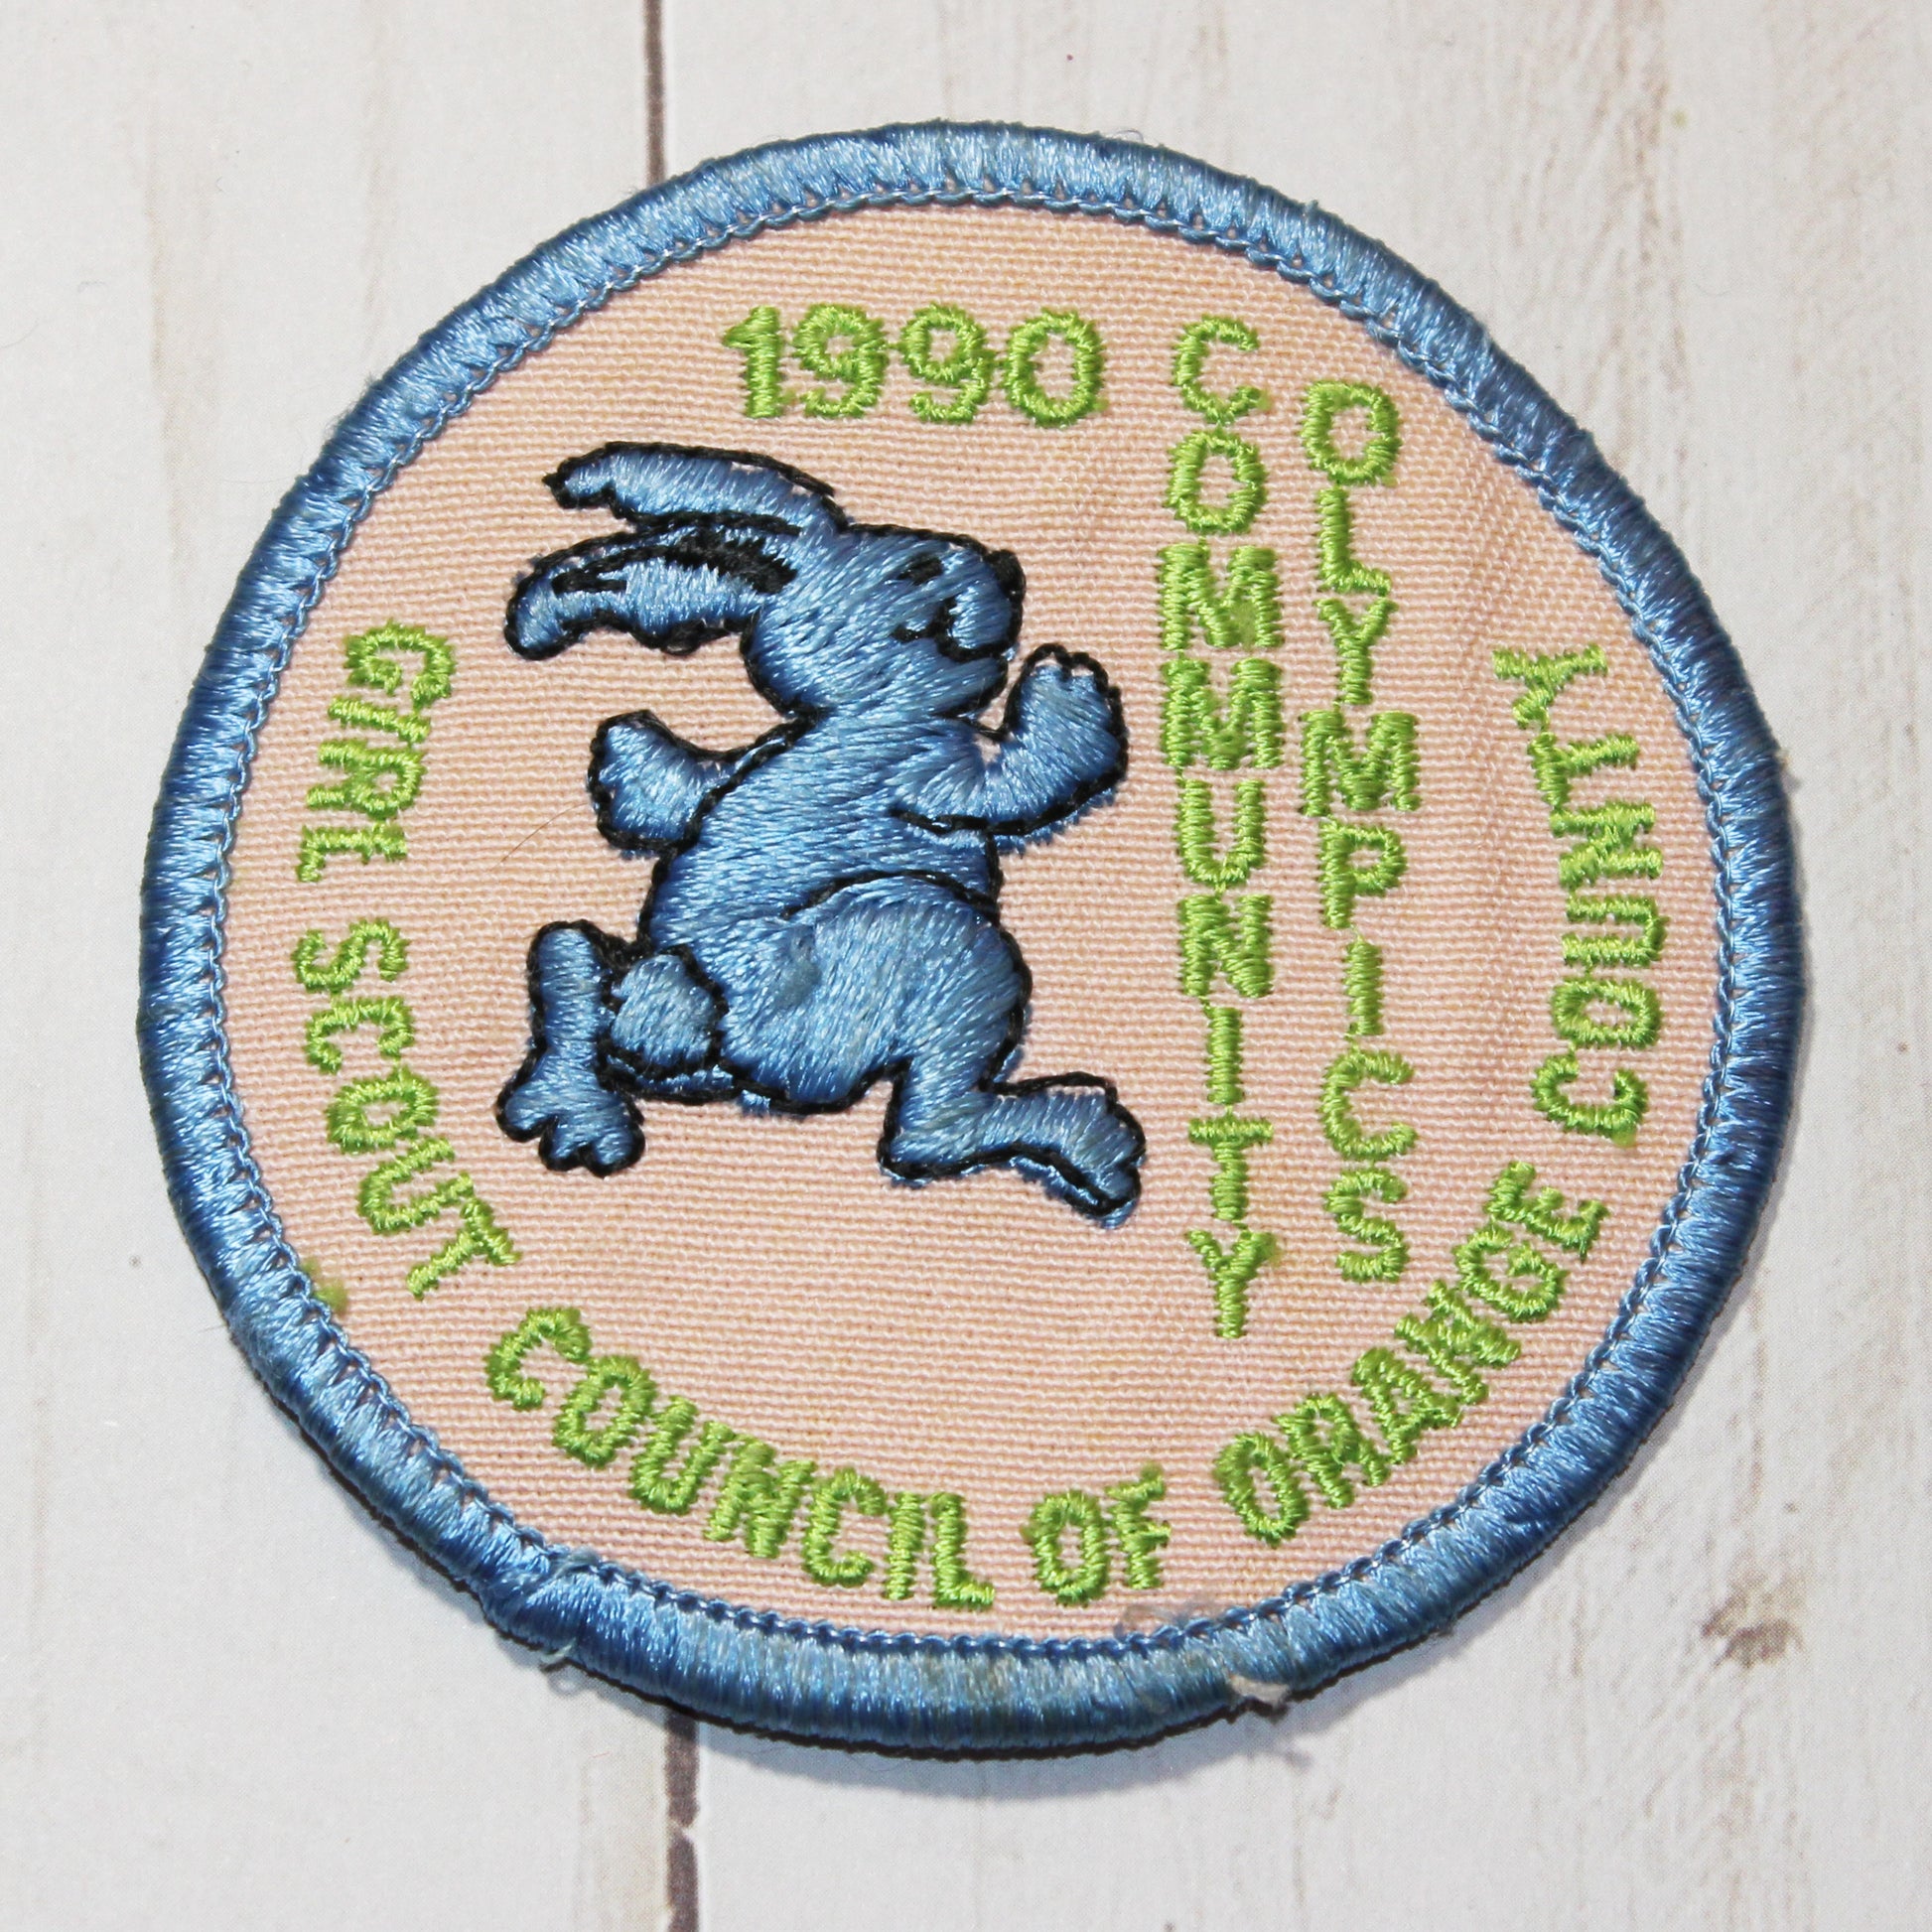 1990
COMMUNITY
OLYMPICS
GIRL SCOUT COUNCIL OF ORANGE COUNTY